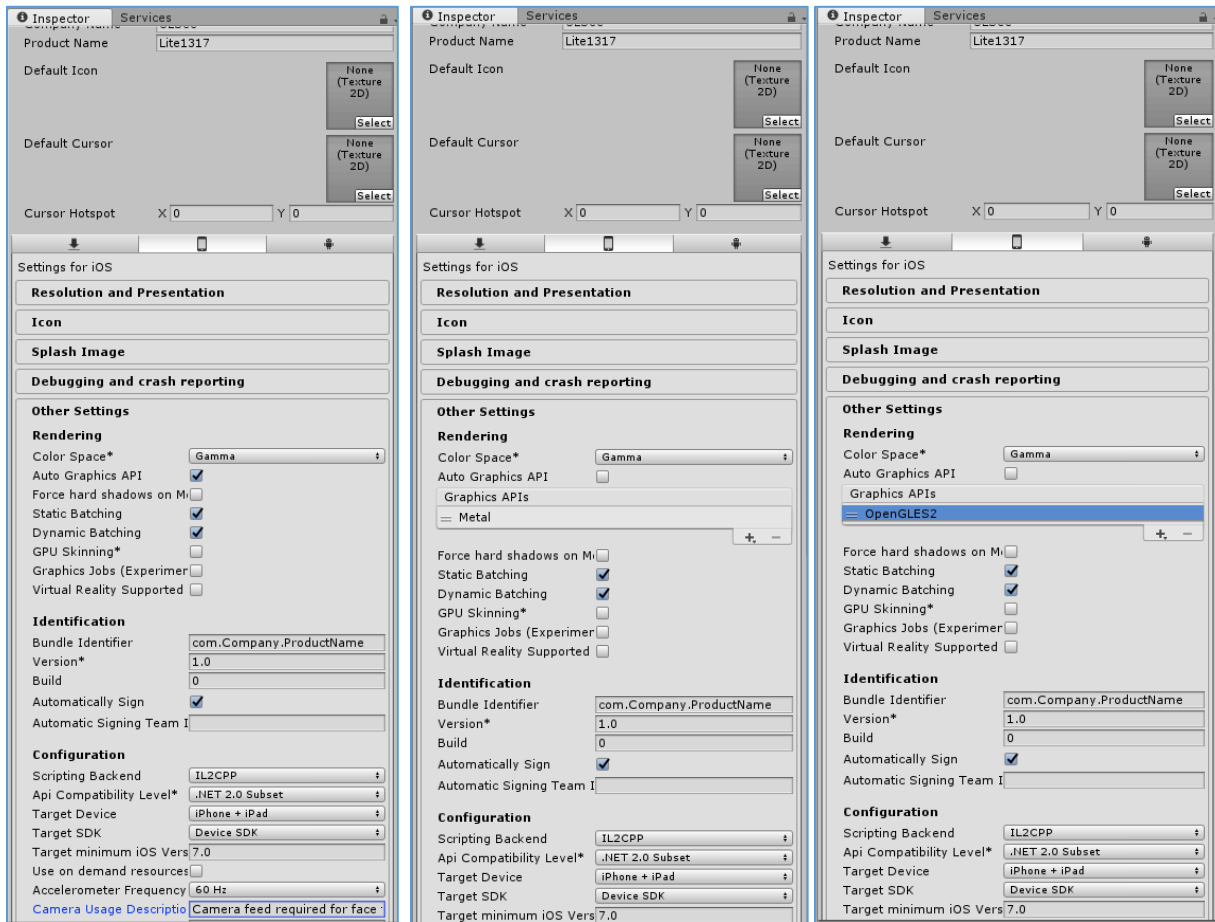 Inspector Services
Product Name Lite1317
Default Icon
None
(Texture
2D)
Select
Default Cursor
None
(Texture
2D)
Select
Cursor Hotspot X 0 Y 0
Settings for iOS
Resolution and Presentation
Icon
Splash Image
Debugging and crash reporting
Other Settings
Rendering
Color Space* Gamma
Auto Graphics API
Force hard shadows on M
Static Batching
Dynamic Batching
GPU Skinning*
Graphics Jobs (Experimer
Virtual Reality Supported
Identification
Bundle Identifier com.Company.ProductName
Version* 1.0
Build 0
Automatically Sign
Automatic Signing Team I
Configuration
Scripting Backend IL2CPP
Api Compatibility Level* .NET 2.0 Subset
Target Device iPhone + iPad
Target SDK Device SDK
Target minimum iOS Vers 7.0
Use on demand resources
Accelerometer Frequency 60 Hz
Camera Usage Descriptio Camera feed required for face
Inspector Services
Product Name Lite1317
Default Icon
None
(Texture
2D)
Select
Default Cursor
None
(Texture
2D)
Select
Cursor Hotspot X 0 Y 0
Settings for iOS
Resolution and Presentation
Icon
Splash Image
Debugging and crash reporting
Other Settings
Rendering
Color Space* Gamma
Auto Graphics API
Graphics APIs
= Metal
+ −
Force hard shadows on M
Static Batching
Dynamic Batching
GPU Skinning*
Graphics Jobs (Experimer
Virtual Reality Supported
Identification
Bundle Identifier com.Company.ProductName
Version* 1.0
Build 0
Automatically Sign
Automatic Signing Team I
Configuration
Scripting Backend IL2CPP
Api Compatibility Level* .NET 2.0 Subset
Target Device iPhone + iPad
Target SDK Device SDK
Target minimum iOS Vers 7.0
Inspector Services
Product Name Lite1317
Default Icon
None
(Texture
2D)
Select
Default Cursor
None
(Texture
2D)
Select
Cursor Hotspot X 0 Y 0
Settings for iOS
Resolution and Presentation
Icon
Splash Image
Debugging and crash reporting
Other Settings
Rendering
Color Space* Gamma
Auto Graphics API
Graphics APIs
= OpenGLES2
+ −
Force hard shadows on M
Static Batching
Dynamic Batching
GPU Skinning*
Graphics Jobs (Experimer
Virtual Reality Supported
Identification
Bundle Identifier com.Company.ProductName
Version* 1.0
Build 0
Automatically Sign
Automatic Signing Team I
Configuration
Scripting Backend IL2CPP
Api Compatibility Level* .NET 2.0 Subset
Target Device iPhone + iPad
Target SDK Device SDK
Target minimum iOS Vers 7.0